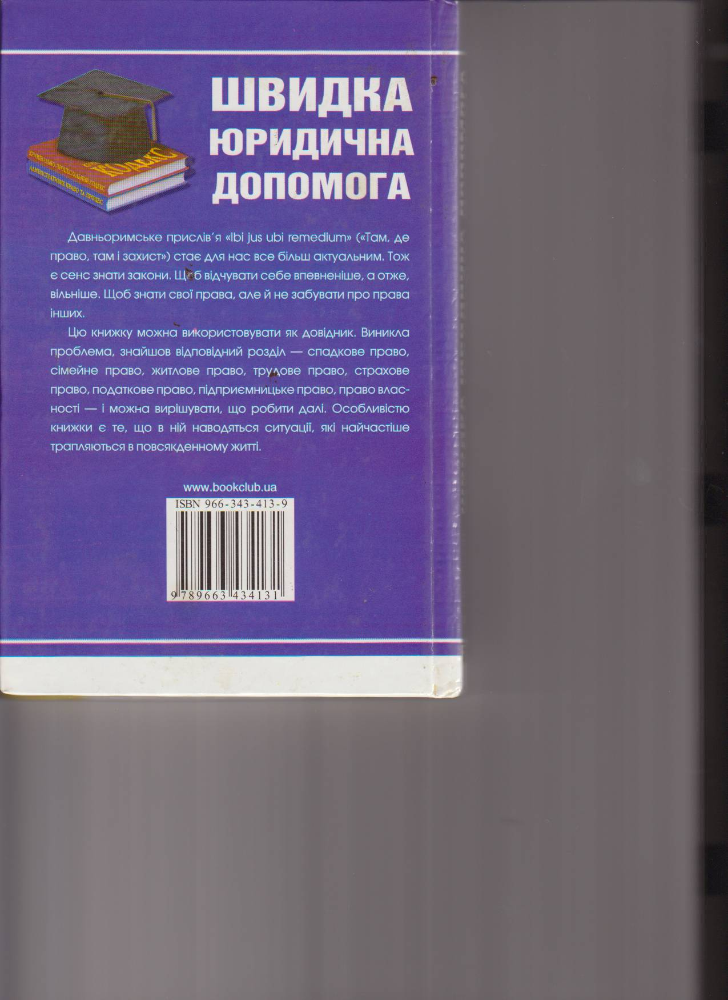 ШВИДКА
ЮРИДИЧНА
ДОПОМОГА
КОДЕКС
КРИМІНАЛЬНО-ПРОЦЕСУАЛЬНИЙ КОДЕКС
АДМІНІСТРАТИВНЕ ПРАВО ТА ПРОЦЕС
Давньоримське прислів’я «Ibi jus ubi remedium» («Там, де
право, там і захист») стає для нас все більш актуальним. Тож
є сенс знати закони. Щоб відчувати себе впевненіше, а отже,
вільніше. Щоб знати свої права, але й не забувати про права
інших.
Цю книжку можна використовувати як довідник. Виникла
проблема, знайшов відповідний розділ — спадкове право,
сімейне право, житлове право, трудове право, страхове
право, податкове право, підприємницьке право, право влас-
ності — і можна вирішувати, що робити далі. Особливістю
книжки є те, що в ній наводяться ситуації, які найчастіше
трапляються в повсякденному житті.
www.bookclub.ua
ISBN 966-343-413-9
9 789663 434131